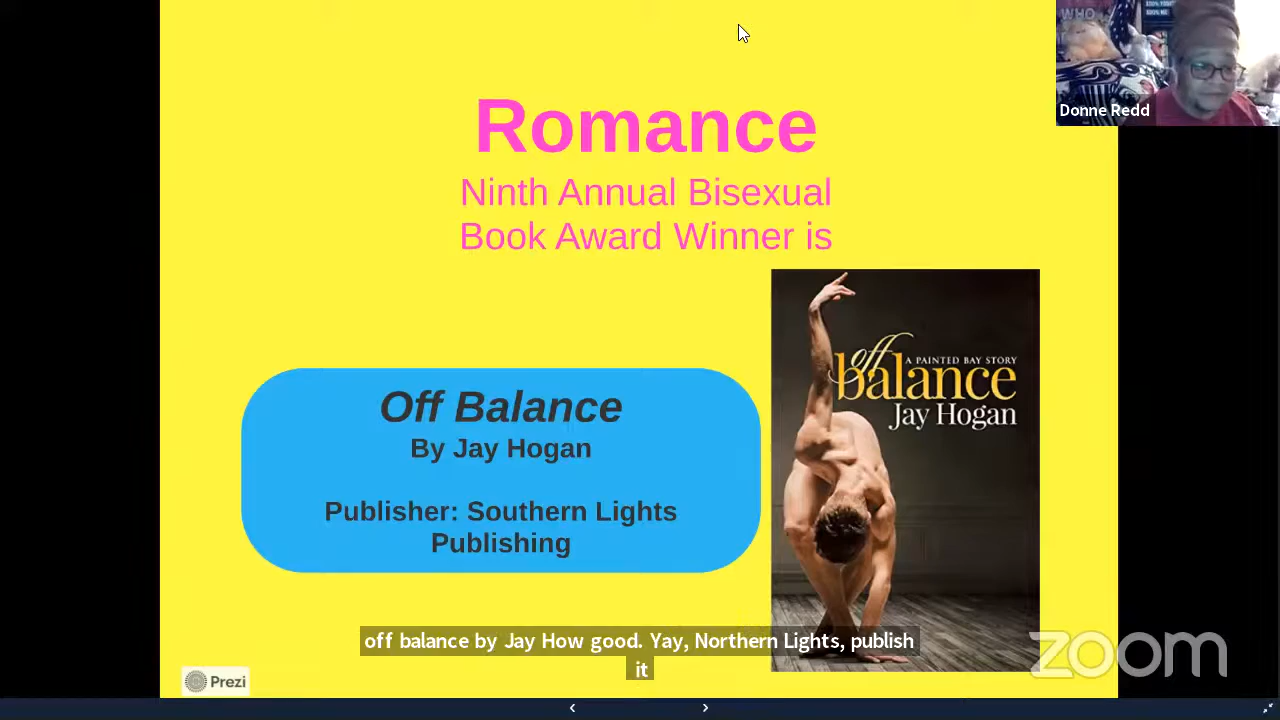 WHO
Donne Redd
Romance
Ninth Annual Bisexual
Book Award Winner is
off
A PAINTED BAY STORY
balance
Jay Hogan
Off Balance
By Jay Hogan
Publisher: Southern Lights
Publishing
off balance by Jay How good. Yay, Northern Lights, publish
it
zoom
Prezi